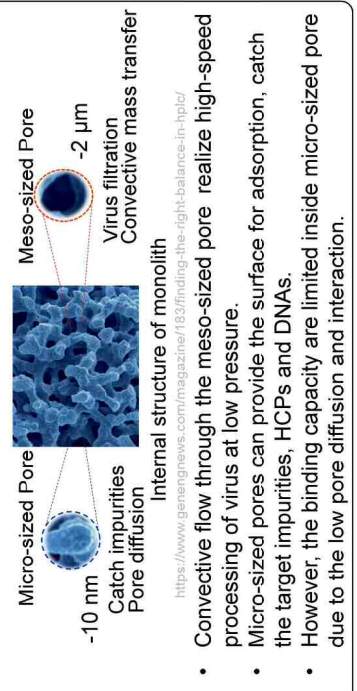 Micro-sized Pore
Meso-sized Pore
-10 nm
-2 μm
Catch impurities
Pore diffusion
Virus filtration
Convective mass transfer
Internal structure of monolith
https://www.genengnews.com/magazine/183/finding-the-right-balance-in-hplc/
• Convective flow through the meso-sized pore realize high-speed
processing of virus at low pressure.
• Micro-sized pores can provide the surface for adsorption, catch
the target impurities, HCPs and DNAs.
• However, the binding capacity are limited inside micro-sized pore
due to the low pore diffusion and interaction.